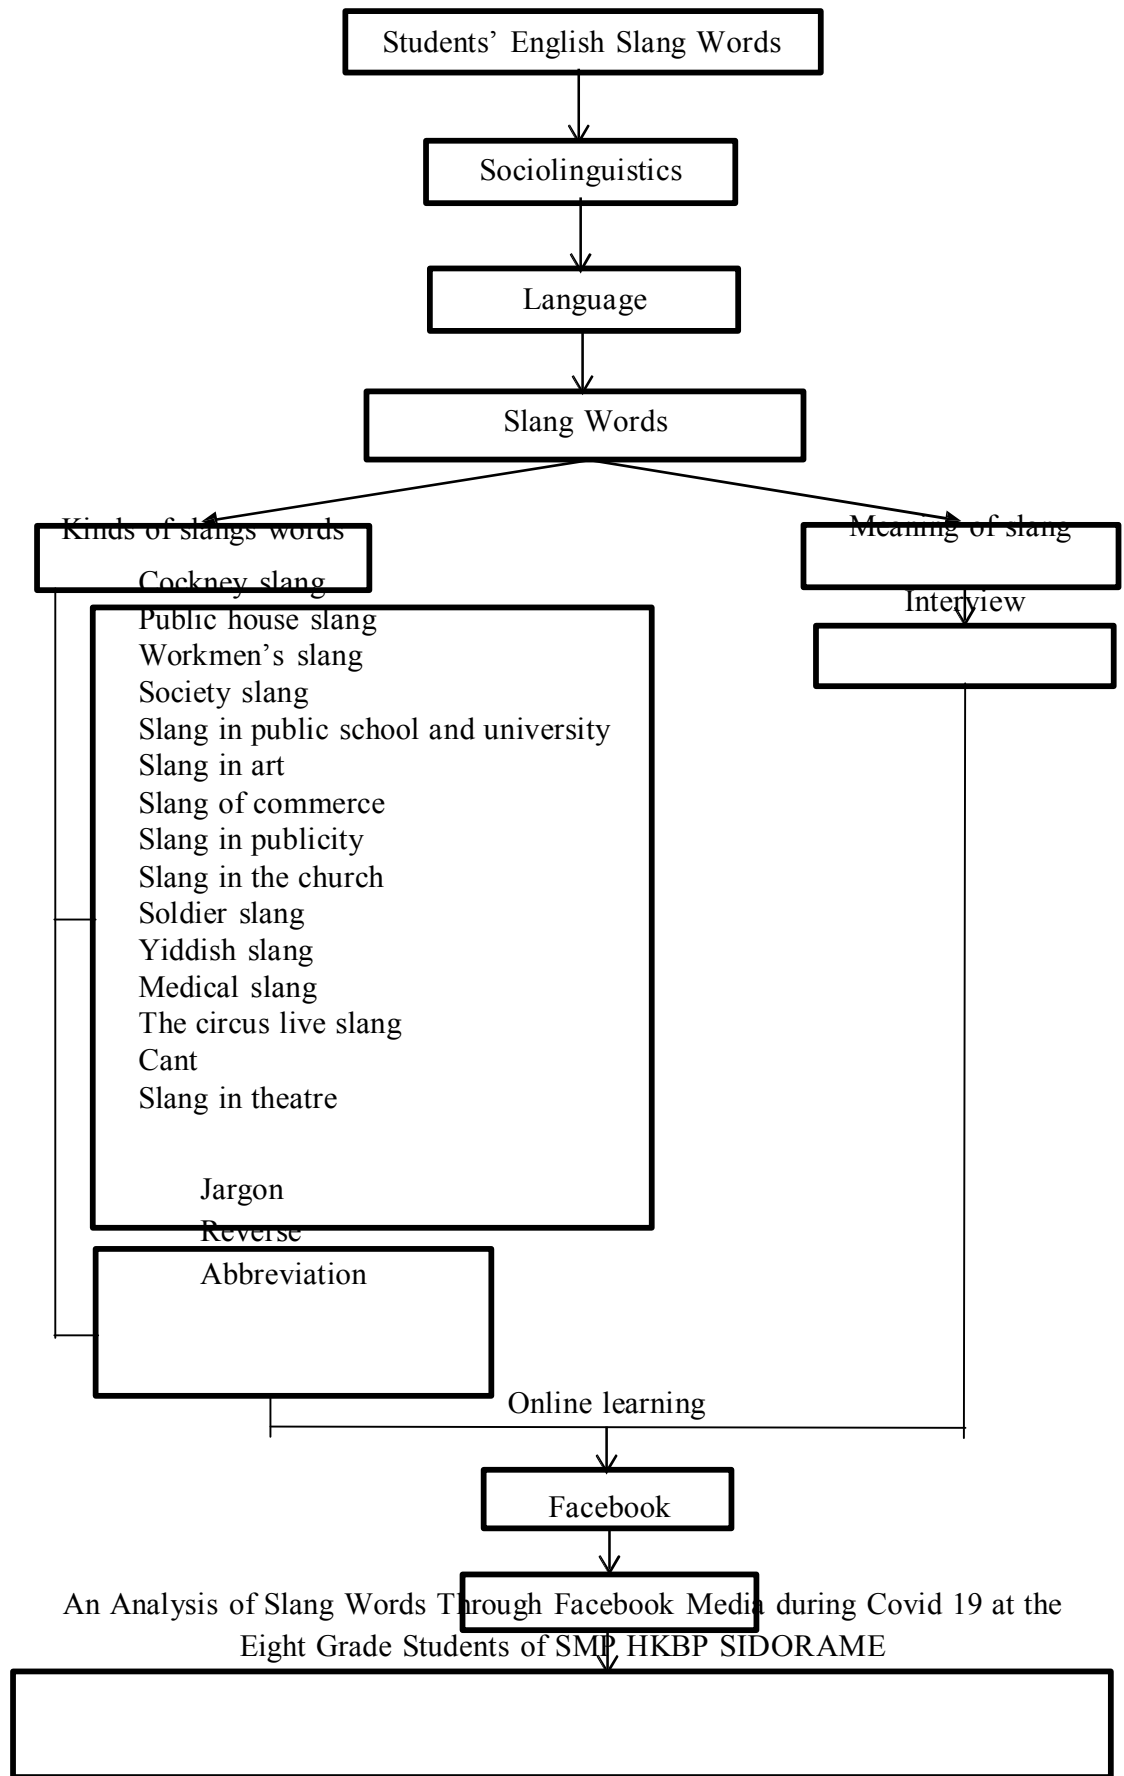 Students’ English Slang Words
Sociolinguistics
Language
Slang Words
Kinds of slangs words
Meaning of slang
Interview
Cockney slang
Public house slang
Workmen’s slang
Society slang
Slang in public school and university
Slang in art
Slang of commerce
Slang in publicity
Slang in the church
Soldier slang
Yiddish slang
Medical slang
The circus live slang
Cant
Slang in theatre
Jargon
Reverse
Abbreviation
Online learning
Facebook
An Analysis of Slang Words Through Facebook Media during Covid 19 at the
Eight Grade Students of SMP HKBP SIDORAME